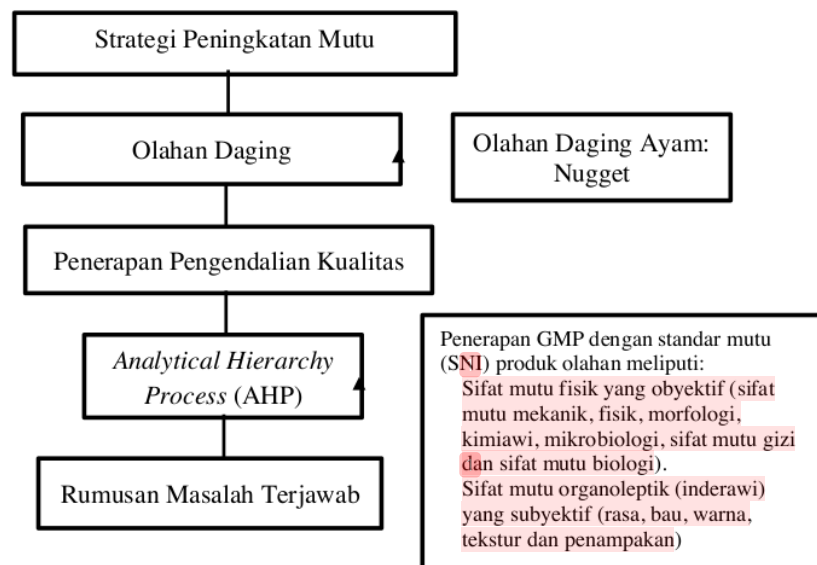 Strategi Peningkatan Mutu
Olahan Daging
Olahan Daging Ayam:
Nugget
Penerapan Pengendalian Kualitas
Analytical Hierarchy
Process (AHP)
Rumusan Masalah Terjawab
Penerapan GMP dengan standar mutu
(SNI) produk olahan meliputi:
Sifat mutu fisik yang obyektif (sifat
mutu mekanik, fisik, morfologi,
kimiawi, mikrobiologi, sifat mutu gizi
dan sifat mutu biologi).
Sifat mutu organoleptik (inderawi)
yang subyektif (rasa, bau, warna,
tekstur dan penampakan)